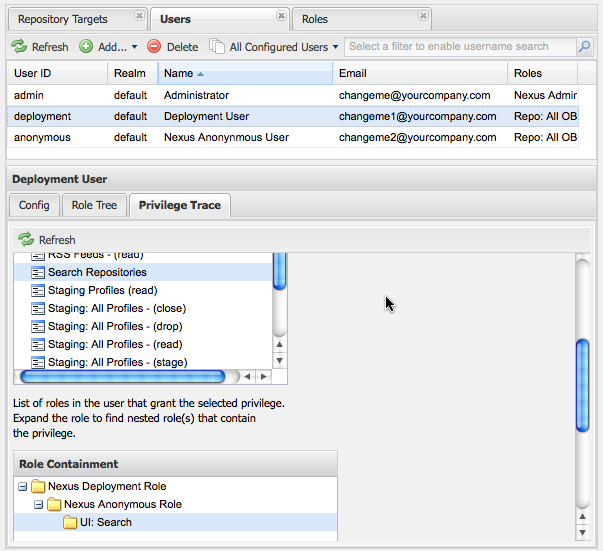 Repository Targets Users Roles
Refresh Add... Delete All Configured Users Select a filter to enable username search
User ID Realm Name Email Roles
admin default Administrator changeme@yourcompany.com Nexus Admin
deployment default Deployment User changeme1@yourcompany.com Repo: All OB
anonymous default Nexus Anonynmous User changeme2@yourcompany.com Repo: All OB
Deployment User
Config Role Tree Privilege Trace
Refresh
RSS Feeds - (read)
Search Repositories
Staging Profiles (read)
Staging: All Profiles - (close)
Staging: All Profiles - (drop)
Staging: All Profiles - (read)
Staging: All Profiles - (stage)
List of roles in the user that grant the selected privilege.
Expand the role to find nested role(s) that contain
the privilege.
Role Containment
Nexus Deployment Role
Nexus Anonymous Role
UI: Search